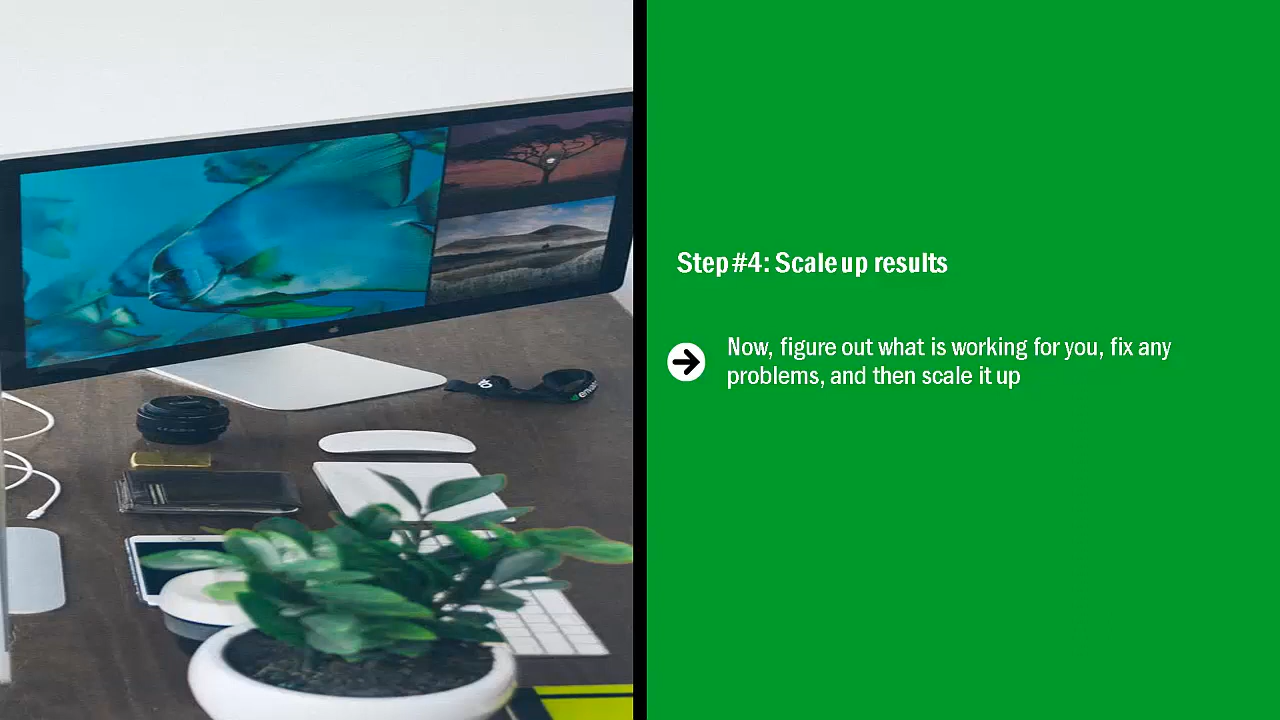 Step #4: Scale up results
Now, figure out what is working for you, fix any
problems, and then scale it up